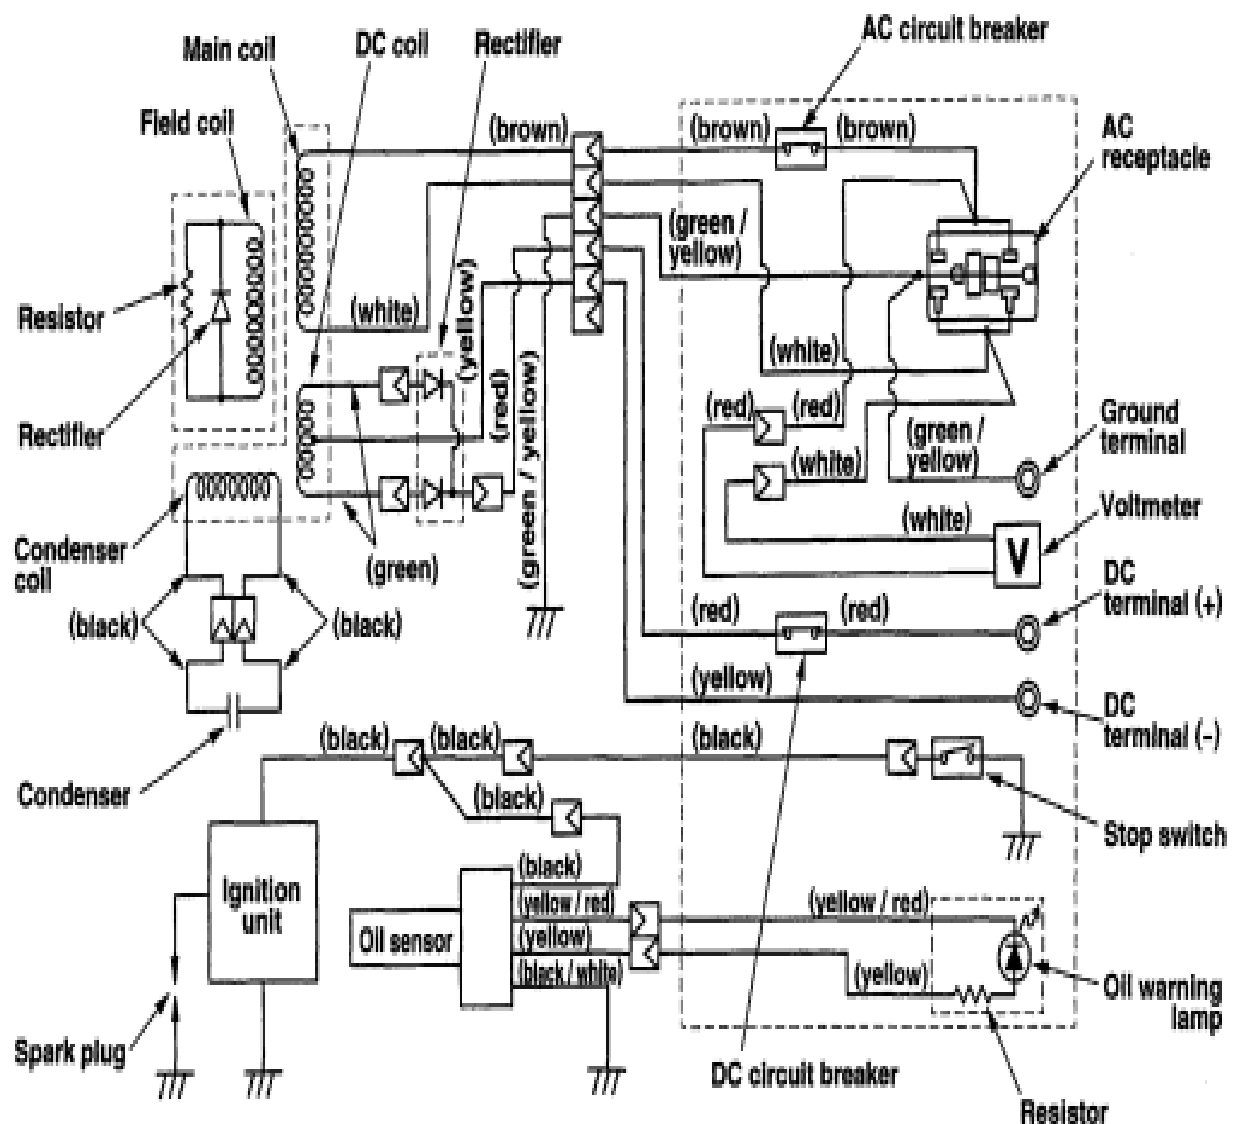 AC circuit breaker
Main coil
DC coil
Rectifier
Field coil
(brown)
(brown)
(brown)
AC
receptacle
(green /
yellow)
Resistor
(white)
(yellow)
(white)
Rectifier
(red)
(green / yellow)
(red)
(red)
(green /
yellow)
Ground
terminal
(white)
(white)
Voltmeter
V
Condenser
coil
(green)
DC
terminal (+)
(black)
(black)
(red)
(red)
(yellow)
DC
terminal (-)
(black)
(black)
(black)
Condenser
(black)
Stop switch
(black)
Ignition
unit
(yellow / red)
(yellow / red)
Oil sensor
(yellow)
(black / white)
(yellow)
Oil warning
lamp
Spark plug
DC circuit breaker
Resistor